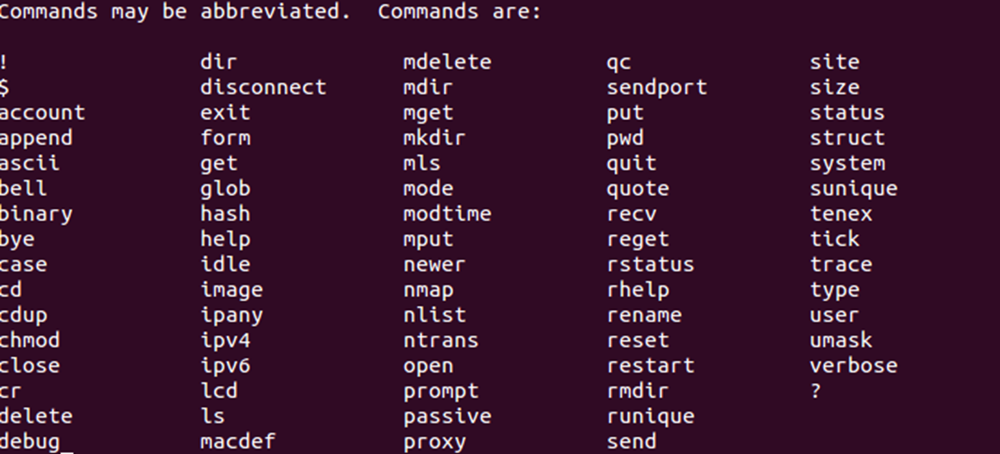 Commands may be abbreviated.  Commands are:
!               dir             mdelete         qc              site
$               disconnect      mdir            sendport        size
account         exit            mget            put             status
append          form            mkdir           pwd             struct
ascii           get             mls             quit            system
bell            glob            mode            quote           sunique
binary          hash            modtime         recv            tenex
bye             help            mput            reget           tick
case            idle            newer           rstatus         trace
cd              image           nmap            rhelp           type
cdup            ipany           nlist           rename          user
chmod           ipv4            ntrans          reset           umask
close           ipv6            open            restart         verbose
cr              lcd             prompt          rmdir           ?
delete          ls              passive         runique
debug_          macdef          proxy           send